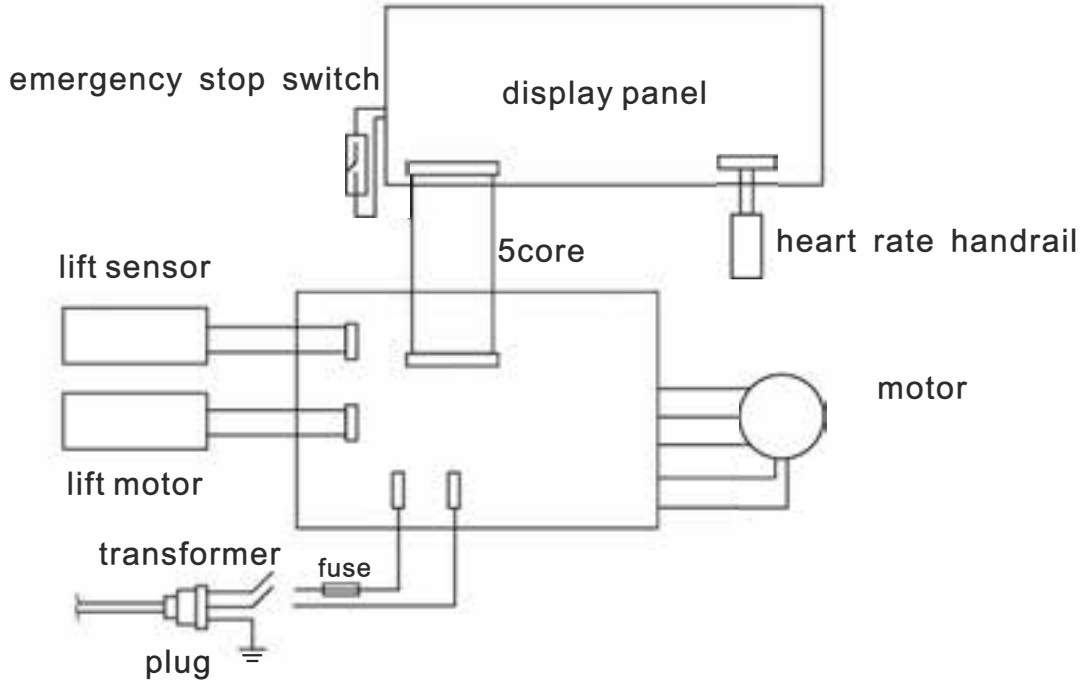 emergency stop switch
display panel
heart rate handrail
5core
lift sensor
motor
lift motor
transformer
fuse
plug